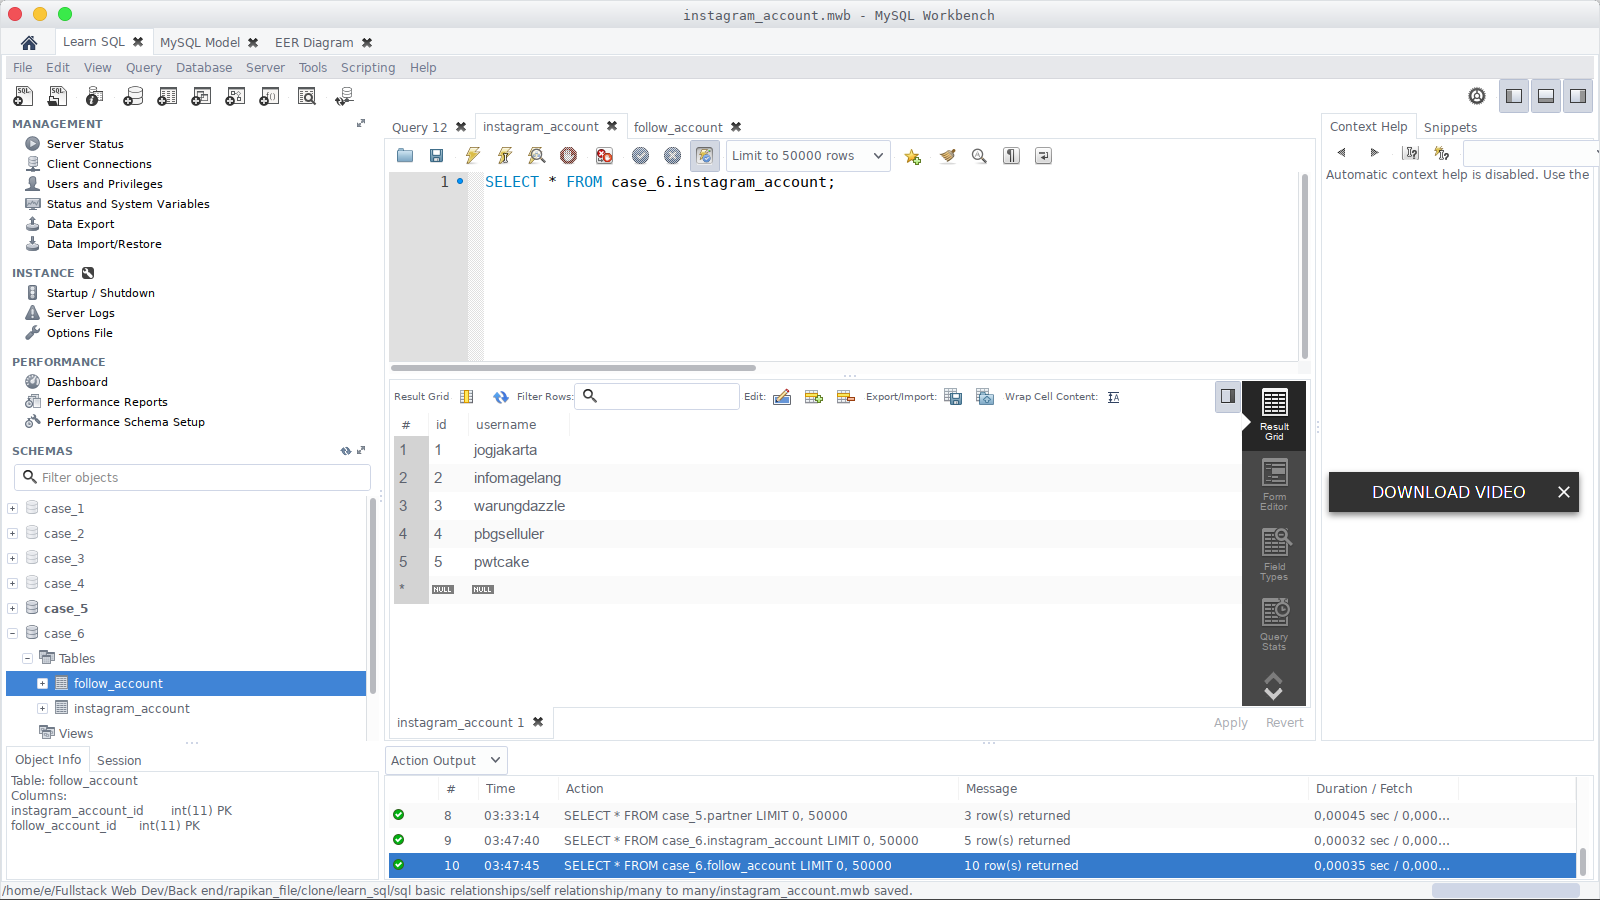 instagram_account.mwb - MySQL Workbench
Learn SQL MySQL Model EER Diagram
File Edit View Query Database Server Tools Scripting Help
MANAGEMENT
Server Status
Client Connections
Users and Privileges
Status and System Variables
Data Export
Data Import/Restore
INSTANCE
Startup / Shutdown
Server Logs
Options File
PERFORMANCE
Dashboard
Performance Reports
Performance Schema Setup
SCHEMAS
Filter objects
case_1
case_2
case_3
case_4
case_5
case_6
Tables
follow_account
instagram_account
Views
Object Info Session
Table: follow_account
Columns:
instagram_account_id int(11) PK
follow_account_id int(11) PK
Query 12 instagram_account follow_account
Limit to 50000 rows
1 SELECT * FROM case_6.instagram_account;
Result Grid Filter Rows: Edit: Export/Import: Wrap Cell Content:
# id username
1 1 jogjakarta
2 2 infomagelang
3 3 warungdazzle
4 4 pbgselluler
5 5 pwtcake
* NULL NULL
Result
Grid
Form
Editor
Field
Types
Query
Stats
instagram_account 1 Apply Revert
Context Help Snippets
Automatic context help is disabled. Use the
DOWNLOAD VIDEO
Action Output
# Time Action Message Duration / Fetch
8 03:33:14 SELECT * FROM case_5.partner LIMIT 0, 50000 3 row(s) returned 0,00045 sec / 0,000...
9 03:47:40 SELECT * FROM case_6.instagram_account LIMIT 0, 50000 5 row(s) returned 0,00032 sec / 0,000...
10 03:47:45 SELECT * FROM case_6.follow_account LIMIT 0, 50000 10 row(s) returned 0,00035 sec / 0,000...
/home/e/Fullstack Web Dev/Back end/rapikan_file/clone/learn_sql/sql basic relationships/self relationship/many to many/instagram_account.mwb saved.